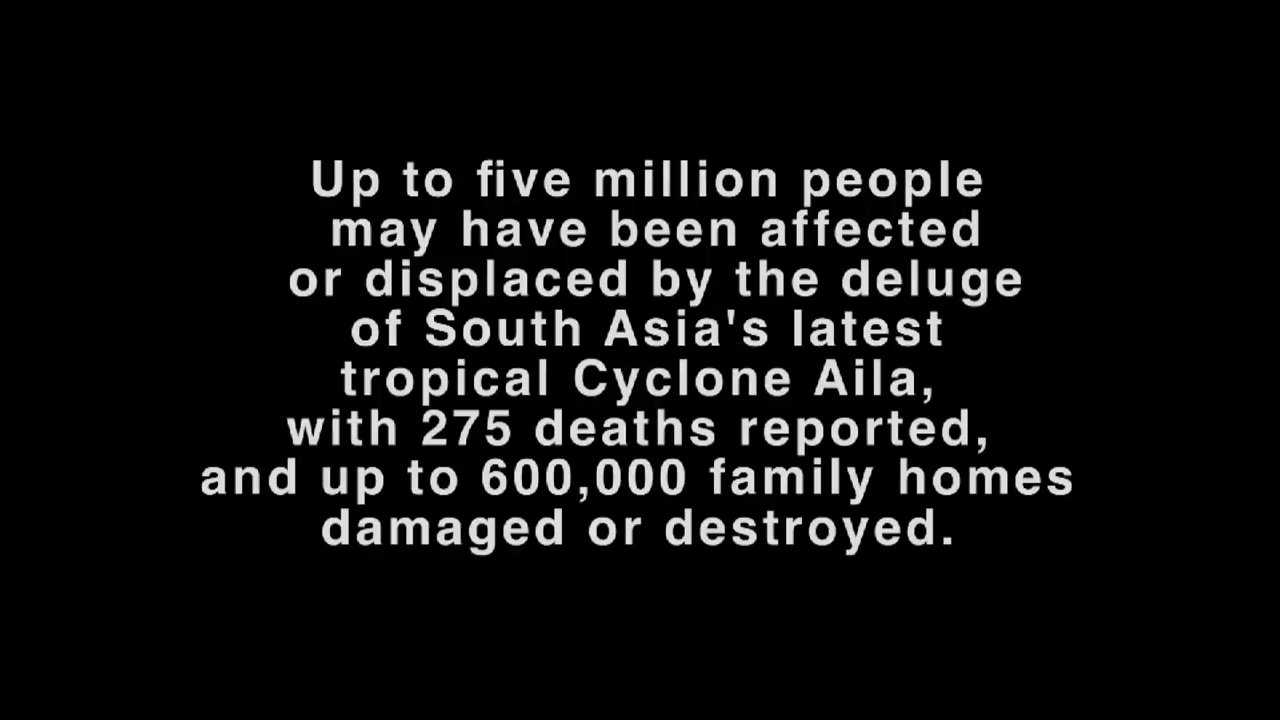 Up to five million people
may have been affected
or displaced by the deluge
of South Asia's latest
tropical Cyclone Aila,
with 275 deaths reported,
and up to 600,000 family homes
damaged or destroyed.